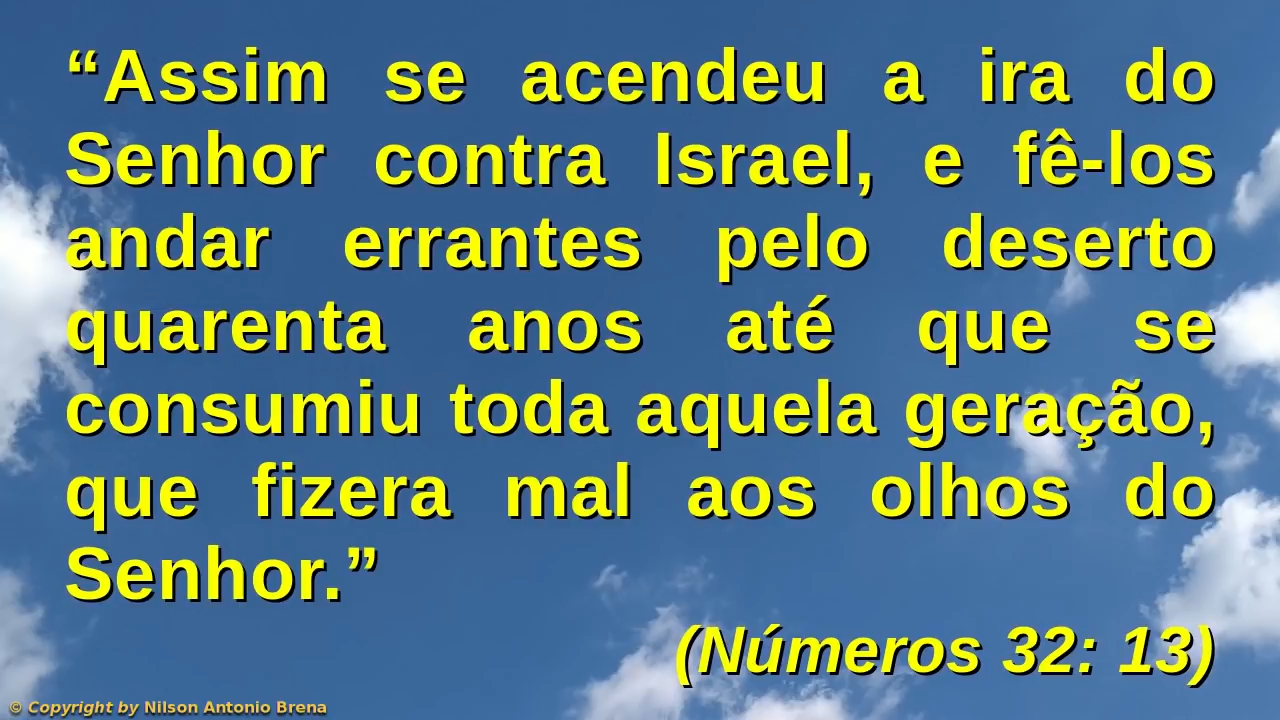 “Assim se acendeu a ira do
Senhor contra Israel, e fê-los
andar errantes pelo deserto
quarenta anos até que se
consumiu toda aquela geração,
que fizera mal aos olhos do
Senhor.”
(Números 32: 13)
© Copyright by Nilson Antonio Brena